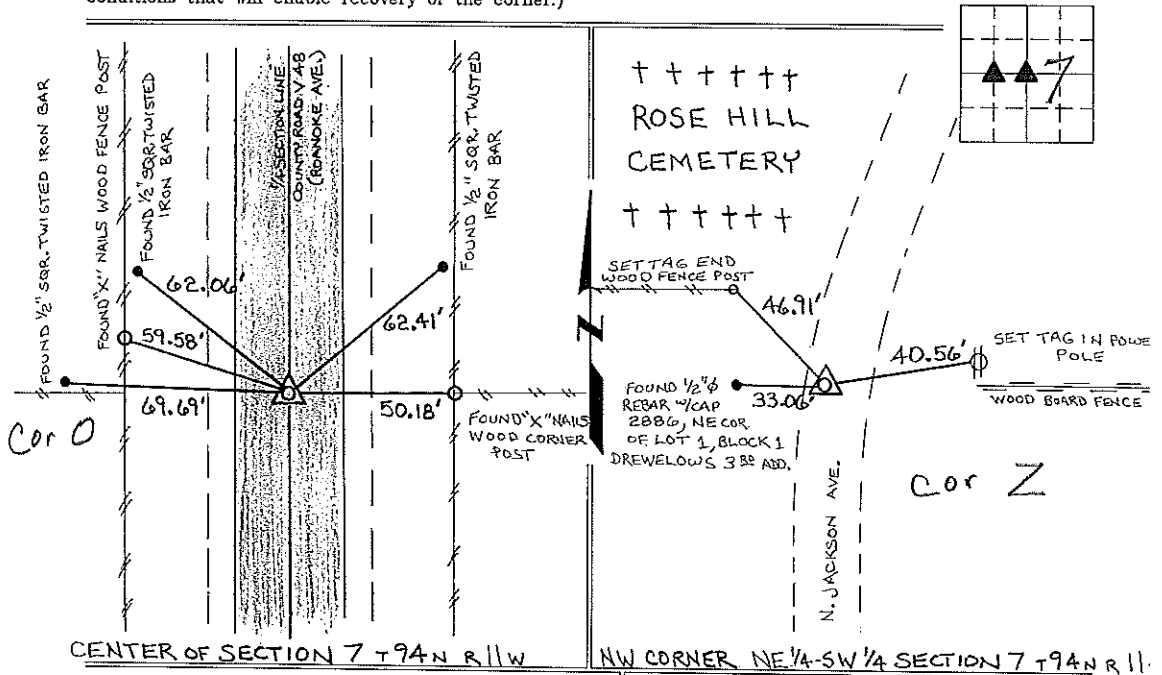 conditions that will enable recovery of the corner.)
FOUND 1/2" SQR. TWISTED IRON BAR
FOUND "X" NAILS WOOD FENCE POST
FOUND 1/2" SQR. TWISTED
IRON BAR
1/4 SECTION LINE
COUNTY ROAD V-48
(ROANOKE AVE.)
FOUND 1/2" SQR. TWISTED
IRON BAR
62.06'
59.58'
69.69'
62.41'
50.18'
FOUND "X" NAILS
WOOD CORNER
POST
Cor O
CENTER OF SECTION 7 T94N R11W
N
7
ROSE HILL
CEMETERY
SET TAG END
WOOD FENCE POST
46.91'
40.56'
SET TAG IN POWE
POLE
WOOD BOARD FENCE
33.06'
FOUND 1/2"φ
REBAR W/CAP
2886, NE COR
OF LOT 1, BLOCK 1
DREWELOWS 3RD ADD.
N. JACKSON AVE.
Cor Z
NW CORNER NE 1/4-SW 1/4 SECTION 7 T94N R11